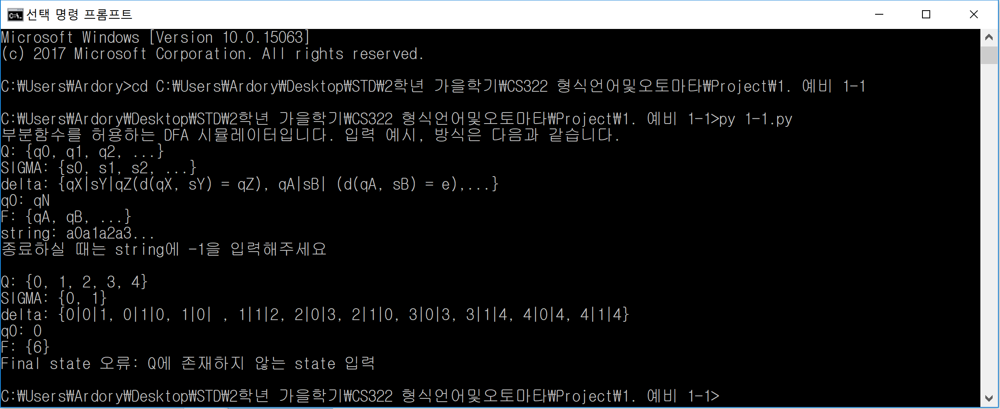 선택 명령 프롬프트
Microsoft Windows [Version 10.0.15063]
(c) 2017 Microsoft Corporation. All rights reserved.
C:₩Users₩Ardory>cd C:₩Users₩Ardory₩Desktop₩STD₩2학년 가을학기₩CS322 형식언어및오토마타₩Project₩1. 예비 1-1
C:₩Users₩Ardory₩Desktop₩STD₩2학년 가을학기₩CS322 형식언어및오토마타₩Project₩1. 예비 1-1>py 1-1.py
부분함수를 허용하는 DFA 시뮬레이터입니다. 입력 예시, 방식은 다음과 같습니다.
Q: {q0, q1, q2, ...}
SIGMA: {s0, s1, s2, ...}
delta: {qX|sY|qZ(d(qX, sY) = qZ), qA|sB| (d(qA, sB) = e),...}
q0: qN
F: {qA, qB, ...}
string: a0a1a2a3...
종료하실 때는 string에 -1을 입력해주세요
Q: {0, 1, 2, 3, 4}
SIGMA: {0, 1}
delta: {0|0|1, 0|1|0, 1|0| , 1|1|2, 2|0|3, 2|1|0, 3|0|3, 3|1|4, 4|0|4, 4|1|4}
q0: 0
F: {6}
Final state 오류: Q에 존재하지 않는 state 입력
C:₩Users₩Ardory₩Desktop₩STD₩2학년 가을학기₩CS322 형식언어및오토마타₩Project₩1. 예비 1-1>